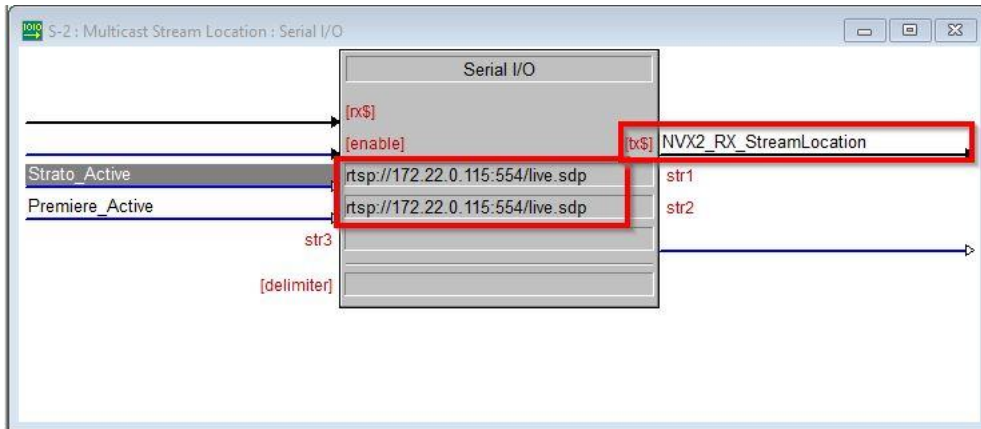 S-2 : Multicast Stream Location : Serial I/O
Serial I/O
[rx$]
[enable] [tx$] NVX2_RX_StreamLocation
Strato_Active rtsp://172.22.0.115:554/live.sdp str1
Premiere_Active rtsp://172.22.0.115:554/live.sdp str2
str3
[delimiter]